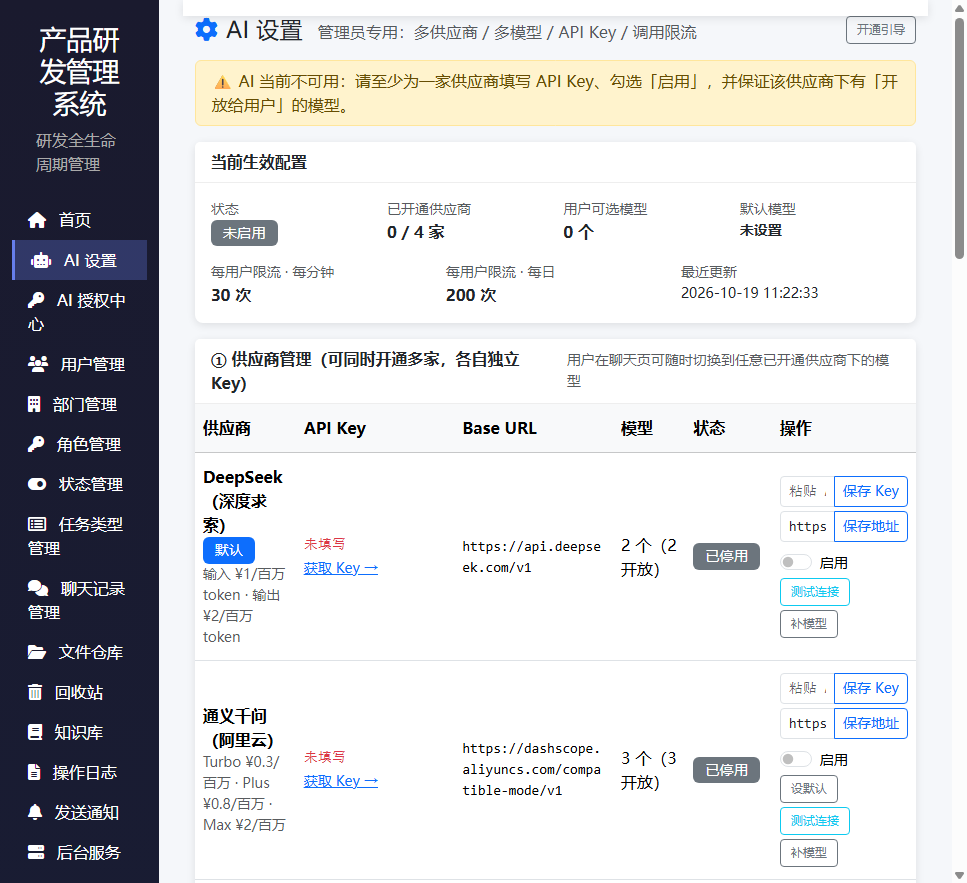 产品研
发管理
系统
研发全生命
周期管理
首页
AI 设置
AI 授权中
心
用户管理
部门管理
角色管理
状态管理
任务类型
管理
聊天记录
管理
文件仓库
回收站
知识库
操作日志
发送通知
后台服务
AI 设置 管理员专用：多供应商 / 多模型 / API Key / 调用限流 开通引导
AI 当前不可用：请至少为一家供应商填写 API Key、勾选「启用」，并保证该供应商下有「开
放给用户」的模型。
当前生效配置
状态 已开通供应商 用户可选模型 默认模型
未启用 0 / 4 家 0 个 未设置
每用户限流 · 每分钟 每用户限流 · 每日 最近更新
30 次 200 次 2026-10-19 11:22:33
① 供应商管理（可同时开通多家，各自独立
Key）
用户在聊天页可随时切换到任意已开通供应商下的模
型
供应商 API Key Base URL 模型 状态 操作
DeepSeek
（深度求
索）
默认
输入 ¥1/百万
token · 输出
¥2/百万
token
未填写
获取 Key →
https://api.deepse
ek.com/v1
2 个（2
开放）
已停用
粘贴 保存 Key
https 保存地址
启用
测试连接
补模型
通义千问
（阿里云）
Turbo ¥0.3/
百万 · Plus
¥0.8/百万 ·
Max ¥2/百万
未填写
获取 Key →
https://dashscope.
aliyuncs.com/compa
tible-mode/v1
3 个（3
开放）
已停用
粘贴 保存 Key
https 保存地址
启用
设默认
测试连接
补模型